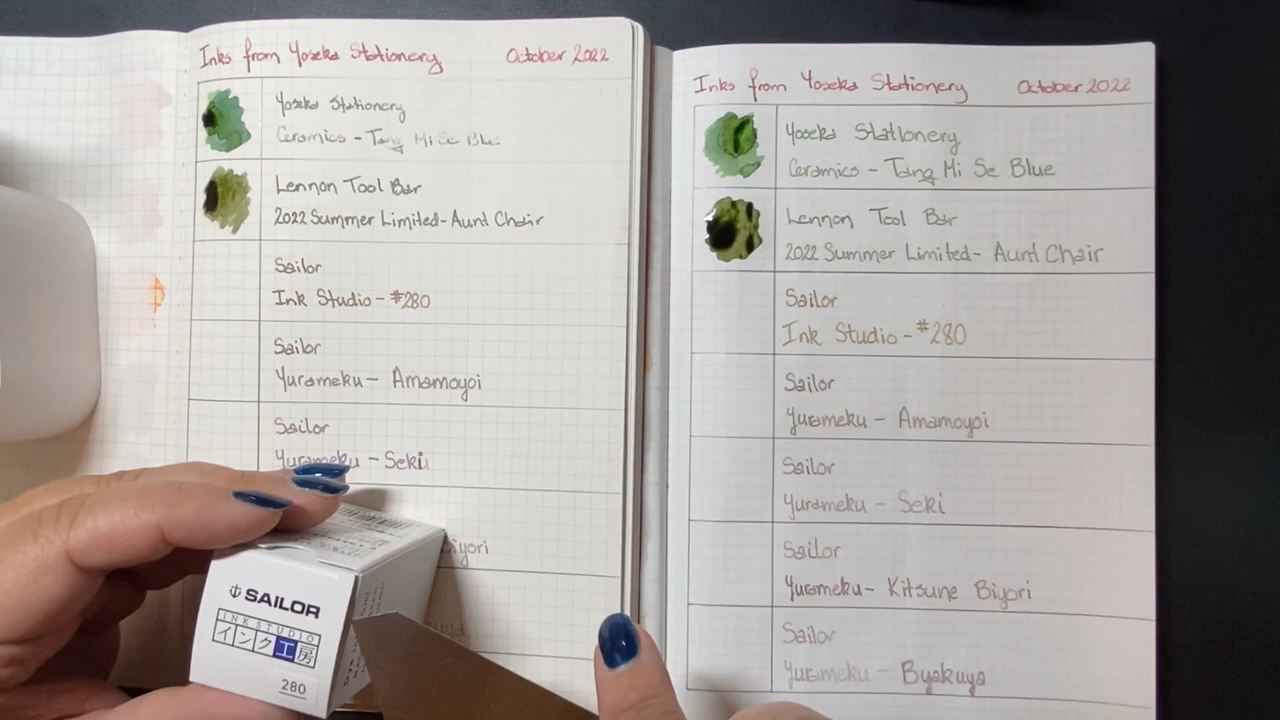 Inks from Yoseka Stationery October 2022
Yoseka Stationery
Ceramics - Tang Mi Se Blue
Lennon Tool Bar
2022 Summer Limited - Aunt Chair
Sailor
Ink Studio - #280
Sailor
Yurameku - Amamoyoi
Sailor
Yurameku - Seki
Biyori
SAILOR
INK STUDIO
インク工房
280
Inks from Yoseka Stationery October 2022
Yoseka Stationery
Ceramics - Tang Mi Se Blue
Lennon Tool Bar
2022 Summer Limited - Aunt Chair
Sailor
Ink Studio - #280
Sailor
Yurameku - Amamoyoi
Sailor
Yurameku - Seki
Sailor
Yurameku - Kitsune Biyori
Sailor
Yurameku - Byakuya